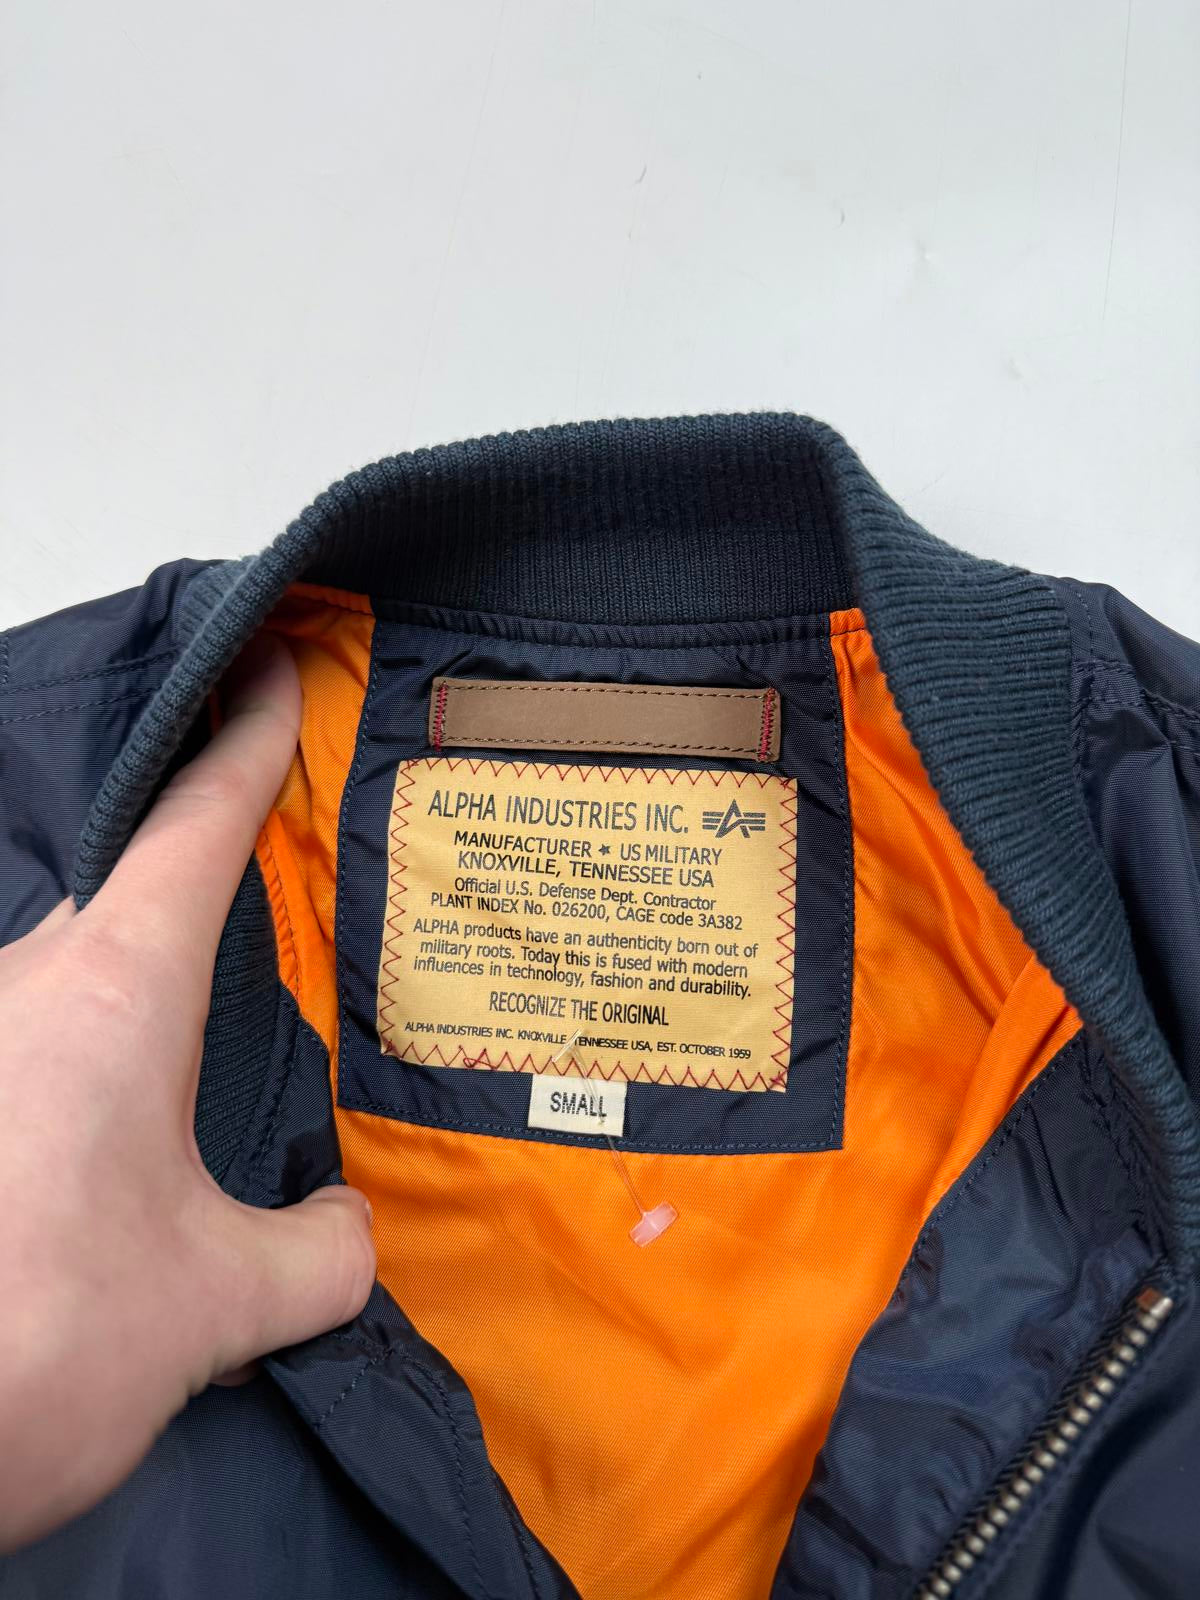 ALPHA INDUSTRIES INC.
MANUFACTURER ★ US MILITARY
KNOXVILLE, TENNESSEE USA
Official U.S. Defense Dept. Contractor
PLANT INDEX No. 026200, CAGE code 3A382
ALPHA products have an authenticity born out of
military roots. Today this is fused with modern
influences in technology, fashion and durability.
RECOGNIZE THE ORIGINAL
ALPHA INDUSTRIES INC. KNOXVILLE, TENNESSEE USA, EST. OCTOBER 1959
SMALL